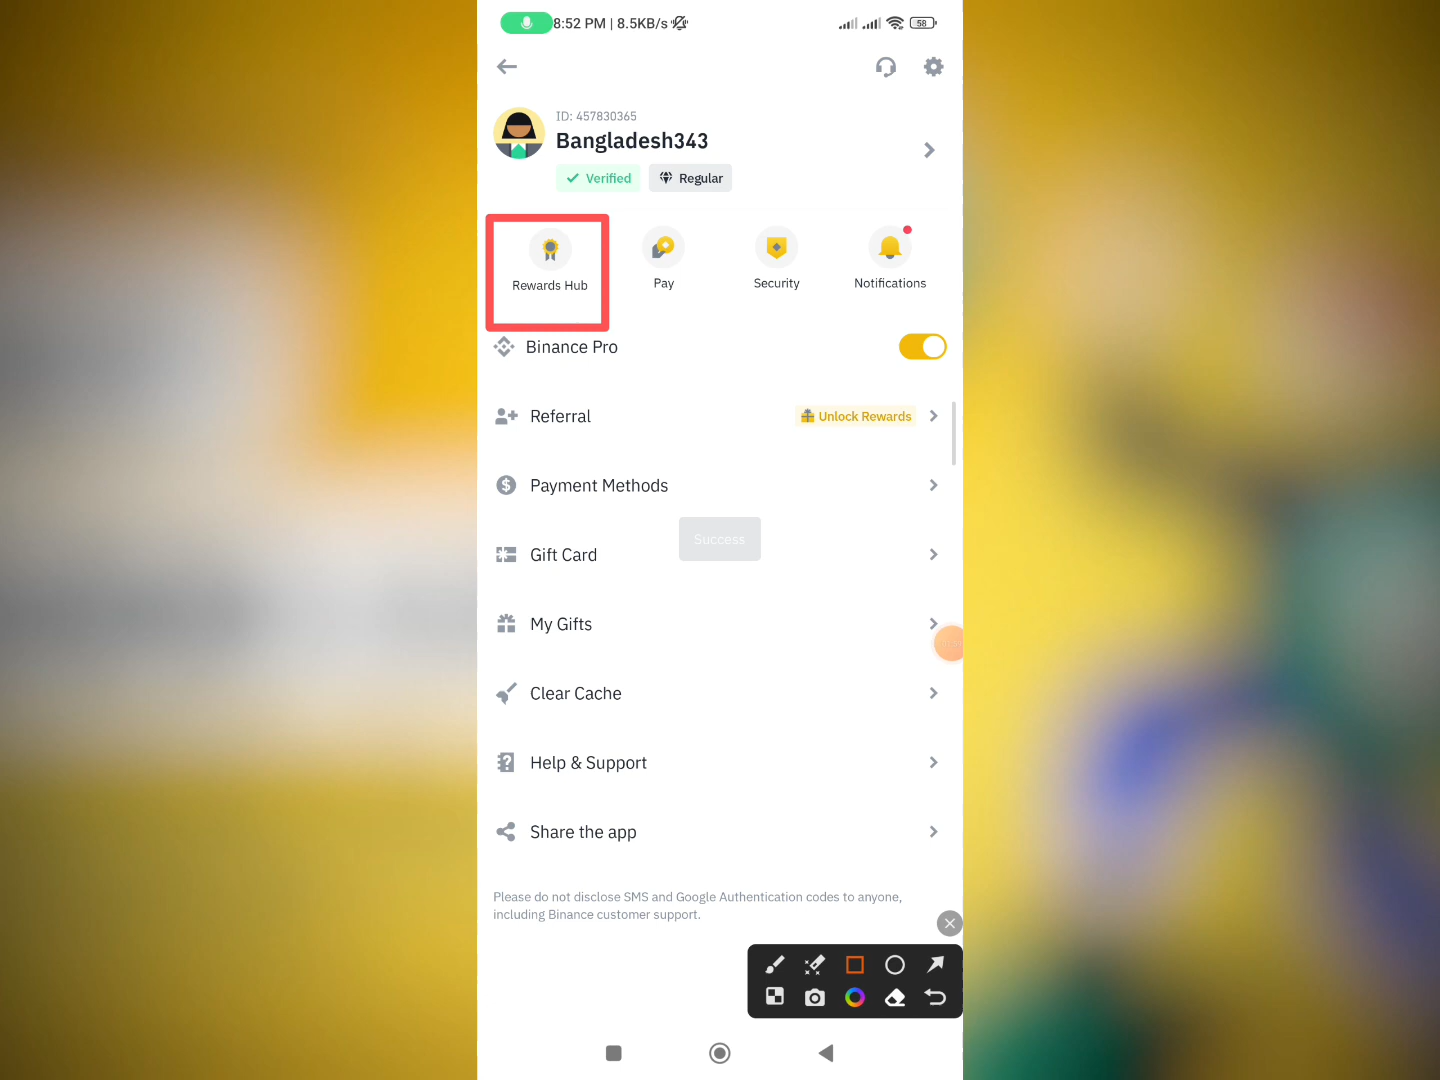 8:52 PM | 8.5KB/s
58
ID: 457830365
Bangladesh343
Verified
Regular
Rewards Hub
Pay
Security
Notifications
Binance Pro
Referral
Unlock Rewards
Payment Methods
Success
Gift Card
My Gifts
Clear Cache
Help & Support
Share the app
Please do not disclose SMS and Google Authentication codes to anyone,
including Binance customer support.